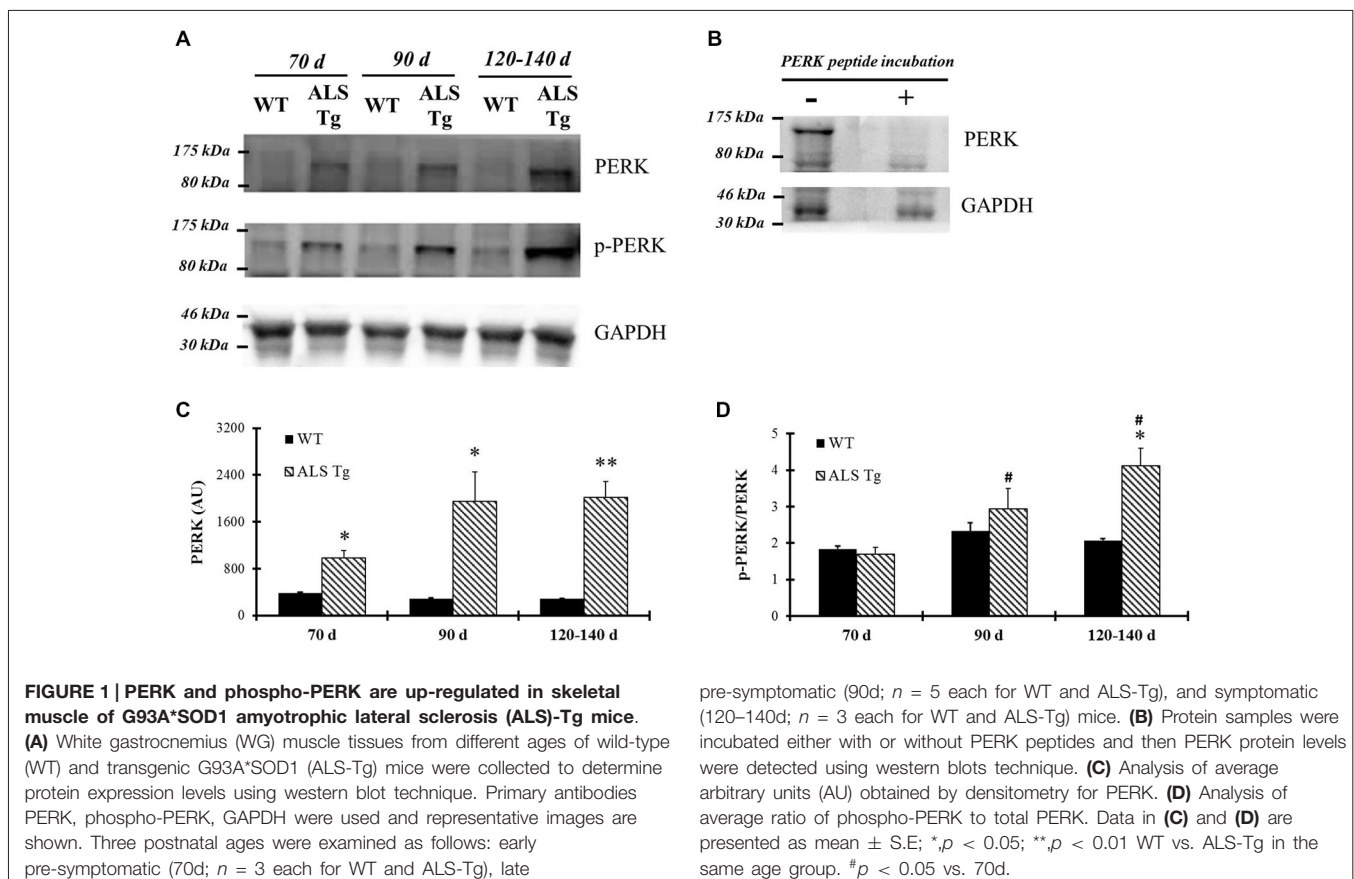 A
70 d 90 d 120-140 d
WT ALS Tg WT ALS Tg WT ALS Tg
175 kDa
80 kDa
PERK
175 kDa
80 kDa
p-PERK
46 kDa
30 kDa
GAPDH
B
PERK peptide incubation
- +
175 kDa
80 kDa
PERK
46 kDa
30 kDa
GAPDH
C
PERK (AU)
3200
2400
1600
800
0
WT
ALS Tg
*
*
**
70 d 90 d 120-140 d
D
p-PERK/PERK
5
4
3
2
1
0
WT
ALS Tg
#
#
*
70 d 90 d 120-140 d
FIGURE 1 | PERK and phospho-PERK are up-regulated in skeletal
muscle of G93A*SOD1 amyotrophic lateral sclerosis (ALS)-Tg mice.
(A) White gastrocnemius (WG) muscle tissues from different ages of wild-type
(WT) and transgenic G93A*SOD1 (ALS-Tg) mice were collected to determine
protein expression levels using western blot technique. Primary antibodies
PERK, phospho-PERK, GAPDH were used and representative images are
shown. Three postnatal ages were examined as follows: early
pre-symptomatic (70d; n = 3 each for WT and ALS-Tg), late
pre-symptomatic (90d; n = 5 each for WT and ALS-Tg), and symptomatic
(120–140d; n = 3 each for WT and ALS-Tg) mice. (B) Protein samples were
incubated either with or without PERK peptides and then PERK protein levels
were detected using western blots technique. (C) Analysis of average
arbitrary units (AU) obtained by densitometry for PERK. (D) Analysis of
average ratio of phospho-PERK to total PERK. Data in (C) and (D) are
presented as mean ± S.E; *,p < 0.05; **,p < 0.01 WT vs. ALS-Tg in the
same age group. #p < 0.05 vs. 70d.